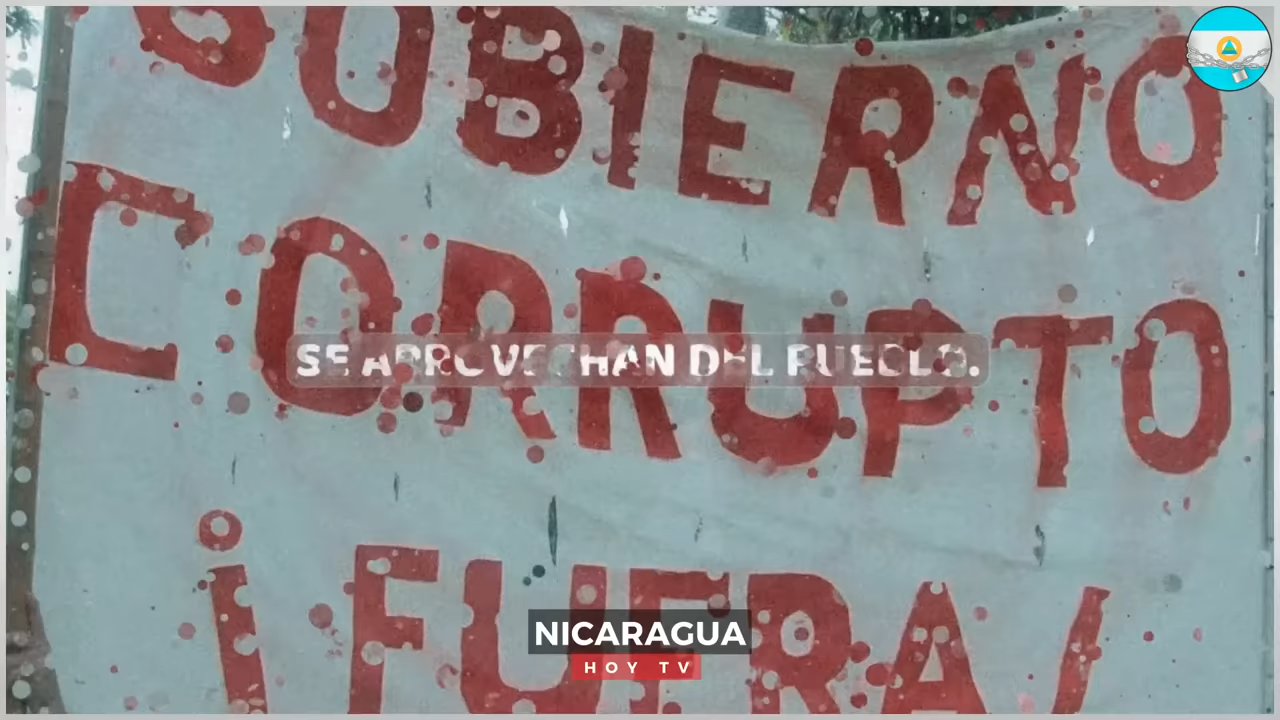 GOBIERNO
CORRUPTO
SE APROVECHAN DEL PUEBLO.
¡FUERA!
NICARAGUA
HOY TV